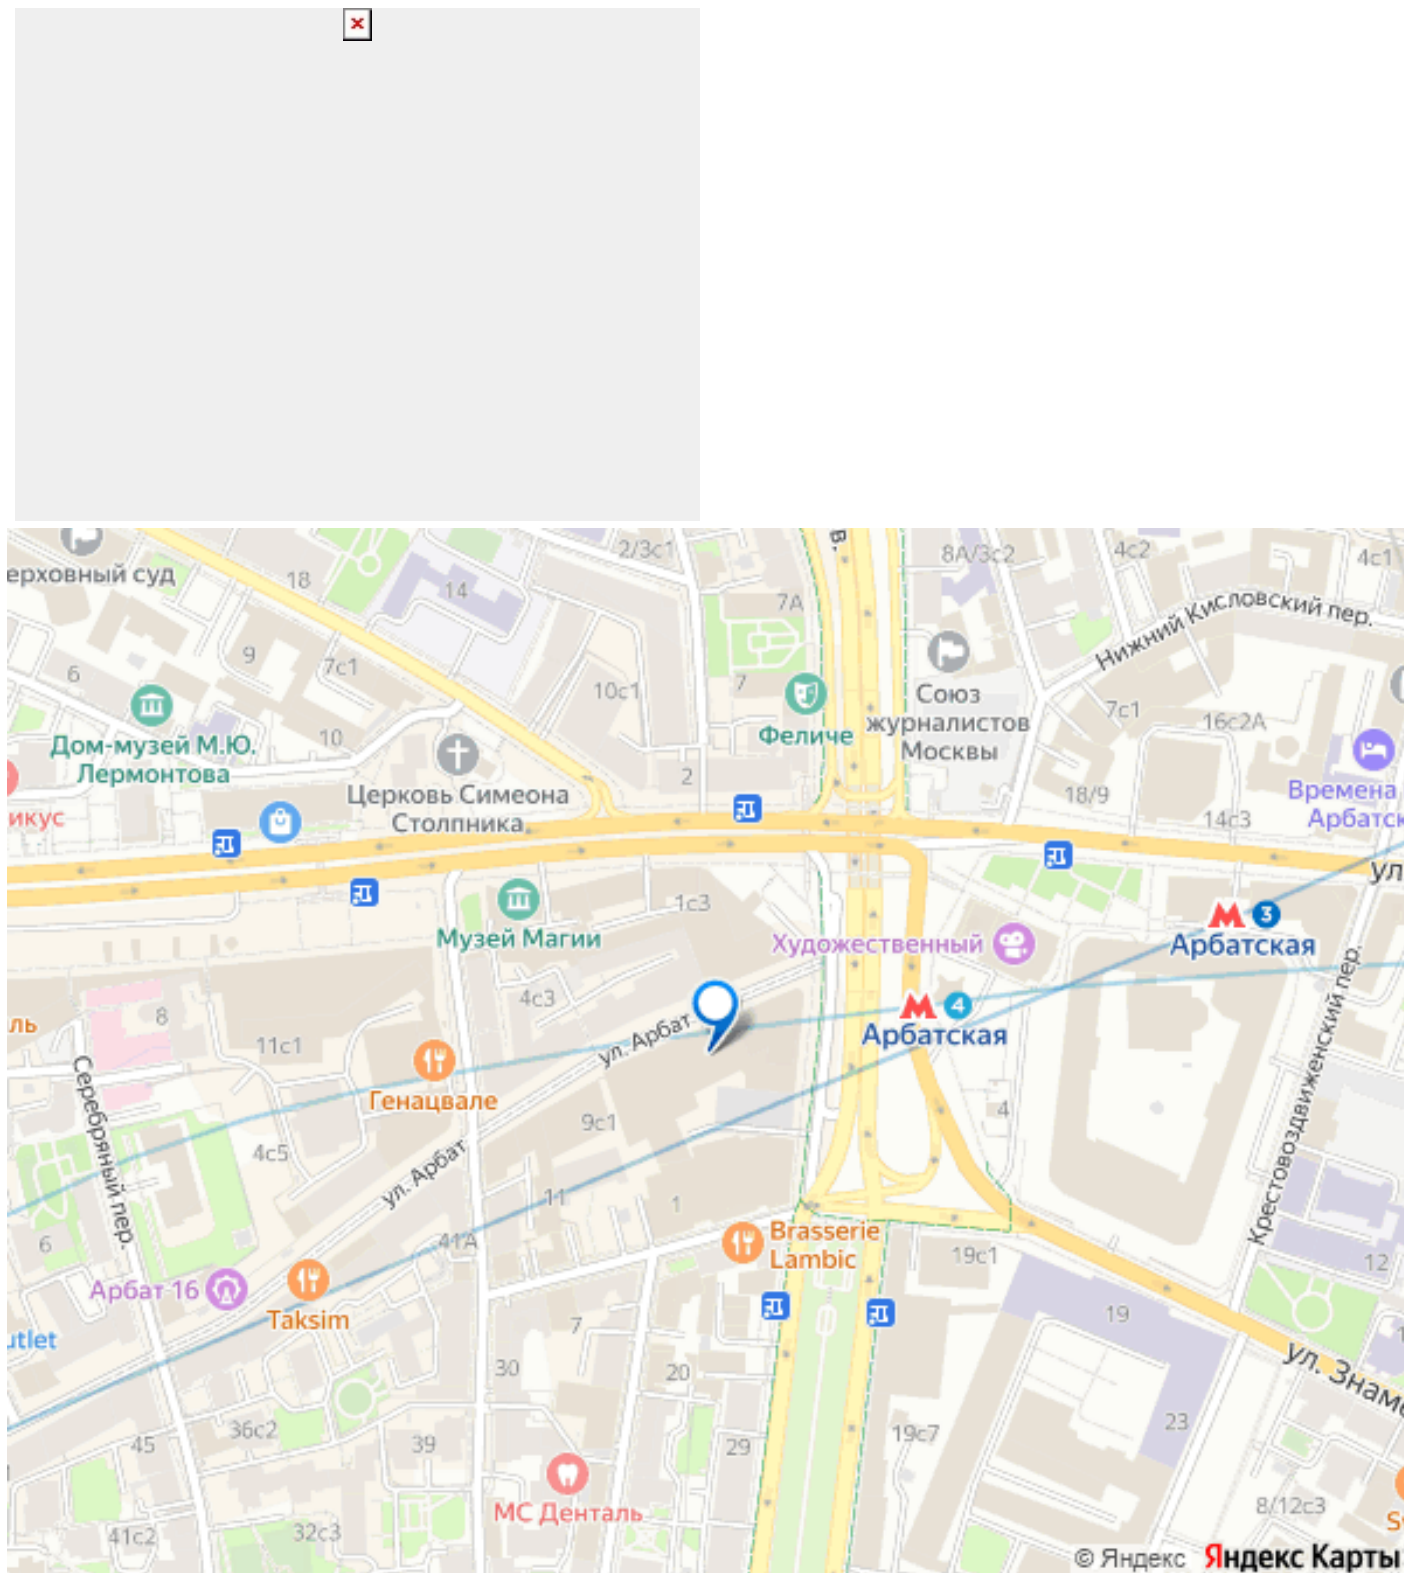 2/3с1
в.
8А/3с2
4с2
4с1
ерховный суд
18
14
7А
Нижний Кисловский пер.
9
7с1
6
10с1
7
Союз
журналистов
Москвы
7с1
16с2А
Дом-музей М.Ю.
Лермонтова
10
Феличе
2
Церковь Симеона
Столпника
18/9
14с3
Времена
Арбатск
икус
ул
1с3
Музей Магии
Художественный
3
Арбатская
4с3
8
ль
11с1
ул. Арбат
4
Арбатская
Генацвале
Серебряный пер.
4с5
9с1
4
Крестовоздвиженский пер.
ул. Арбат
11
1
41А
6
Brasserie
Lambic
19с1
12
Арбат 16
Taksim
utlet
7
19
30
20
ул. Знаме
36с2
45
39
29
19с7
23
МС Денталь
41с2
32с3
8/12с3
S
© Яндекс Яндекс Карты